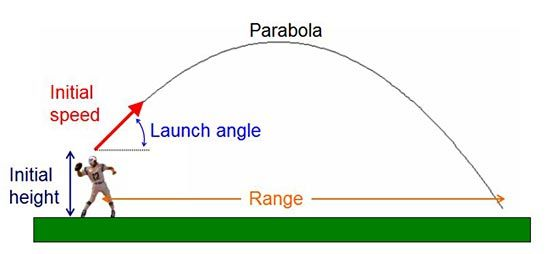 Parabola
Initial
speed
Launch angle
Initial
height
Range